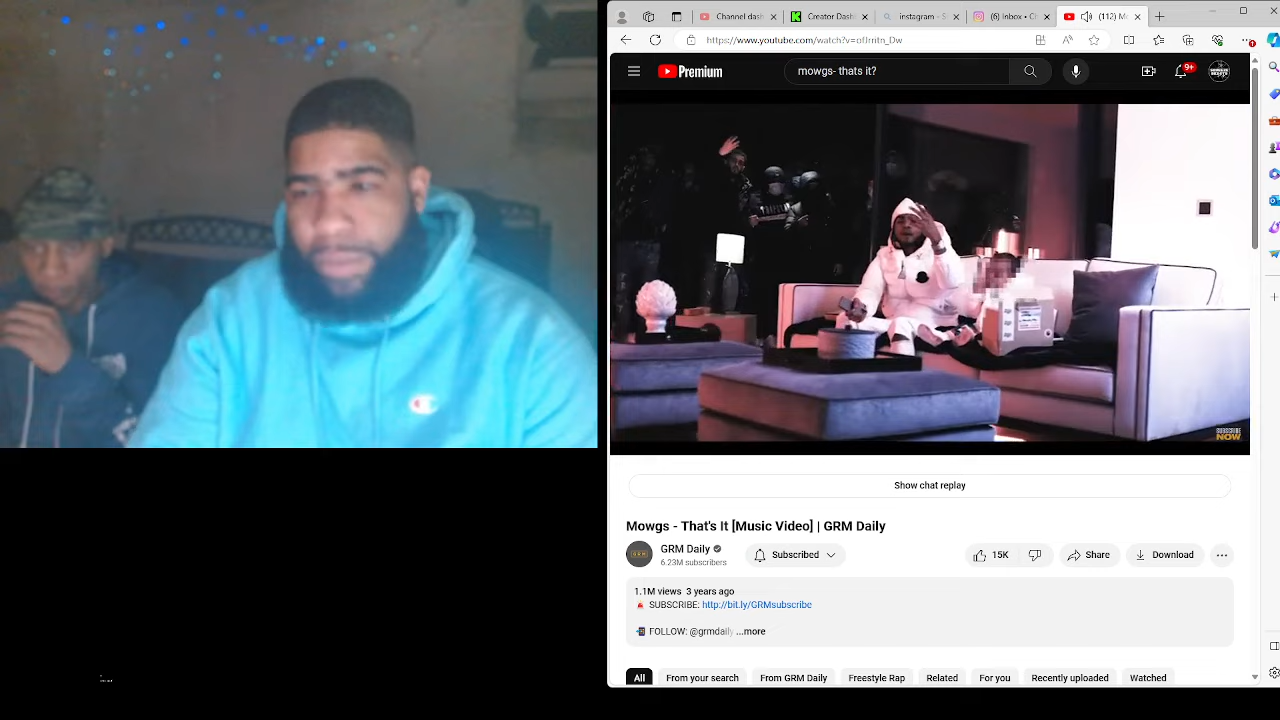 Channel dash
Creator Dash
instagram - S
(6) Inbox • C
(112) Mo
https://www.youtube.com/watch?v=ofIrritn_Dw
Premium
mowgs- thats it?
9+
SUBSCRIBE
NOW
Show chat replay
Mowgs - That's It [Music Video] | GRM Daily
GRM
GRM Daily
6.23M subscribers
Subscribed
15K
Share
Download
1.1M views 3 years ago
SUBSCRIBE: http://bit.ly/GRMsubscribe
FOLLOW: @grmdaily ...more
All
From your search
From GRM Daily
Freestyle Rap
Related
For you
Recently uploaded
Watched